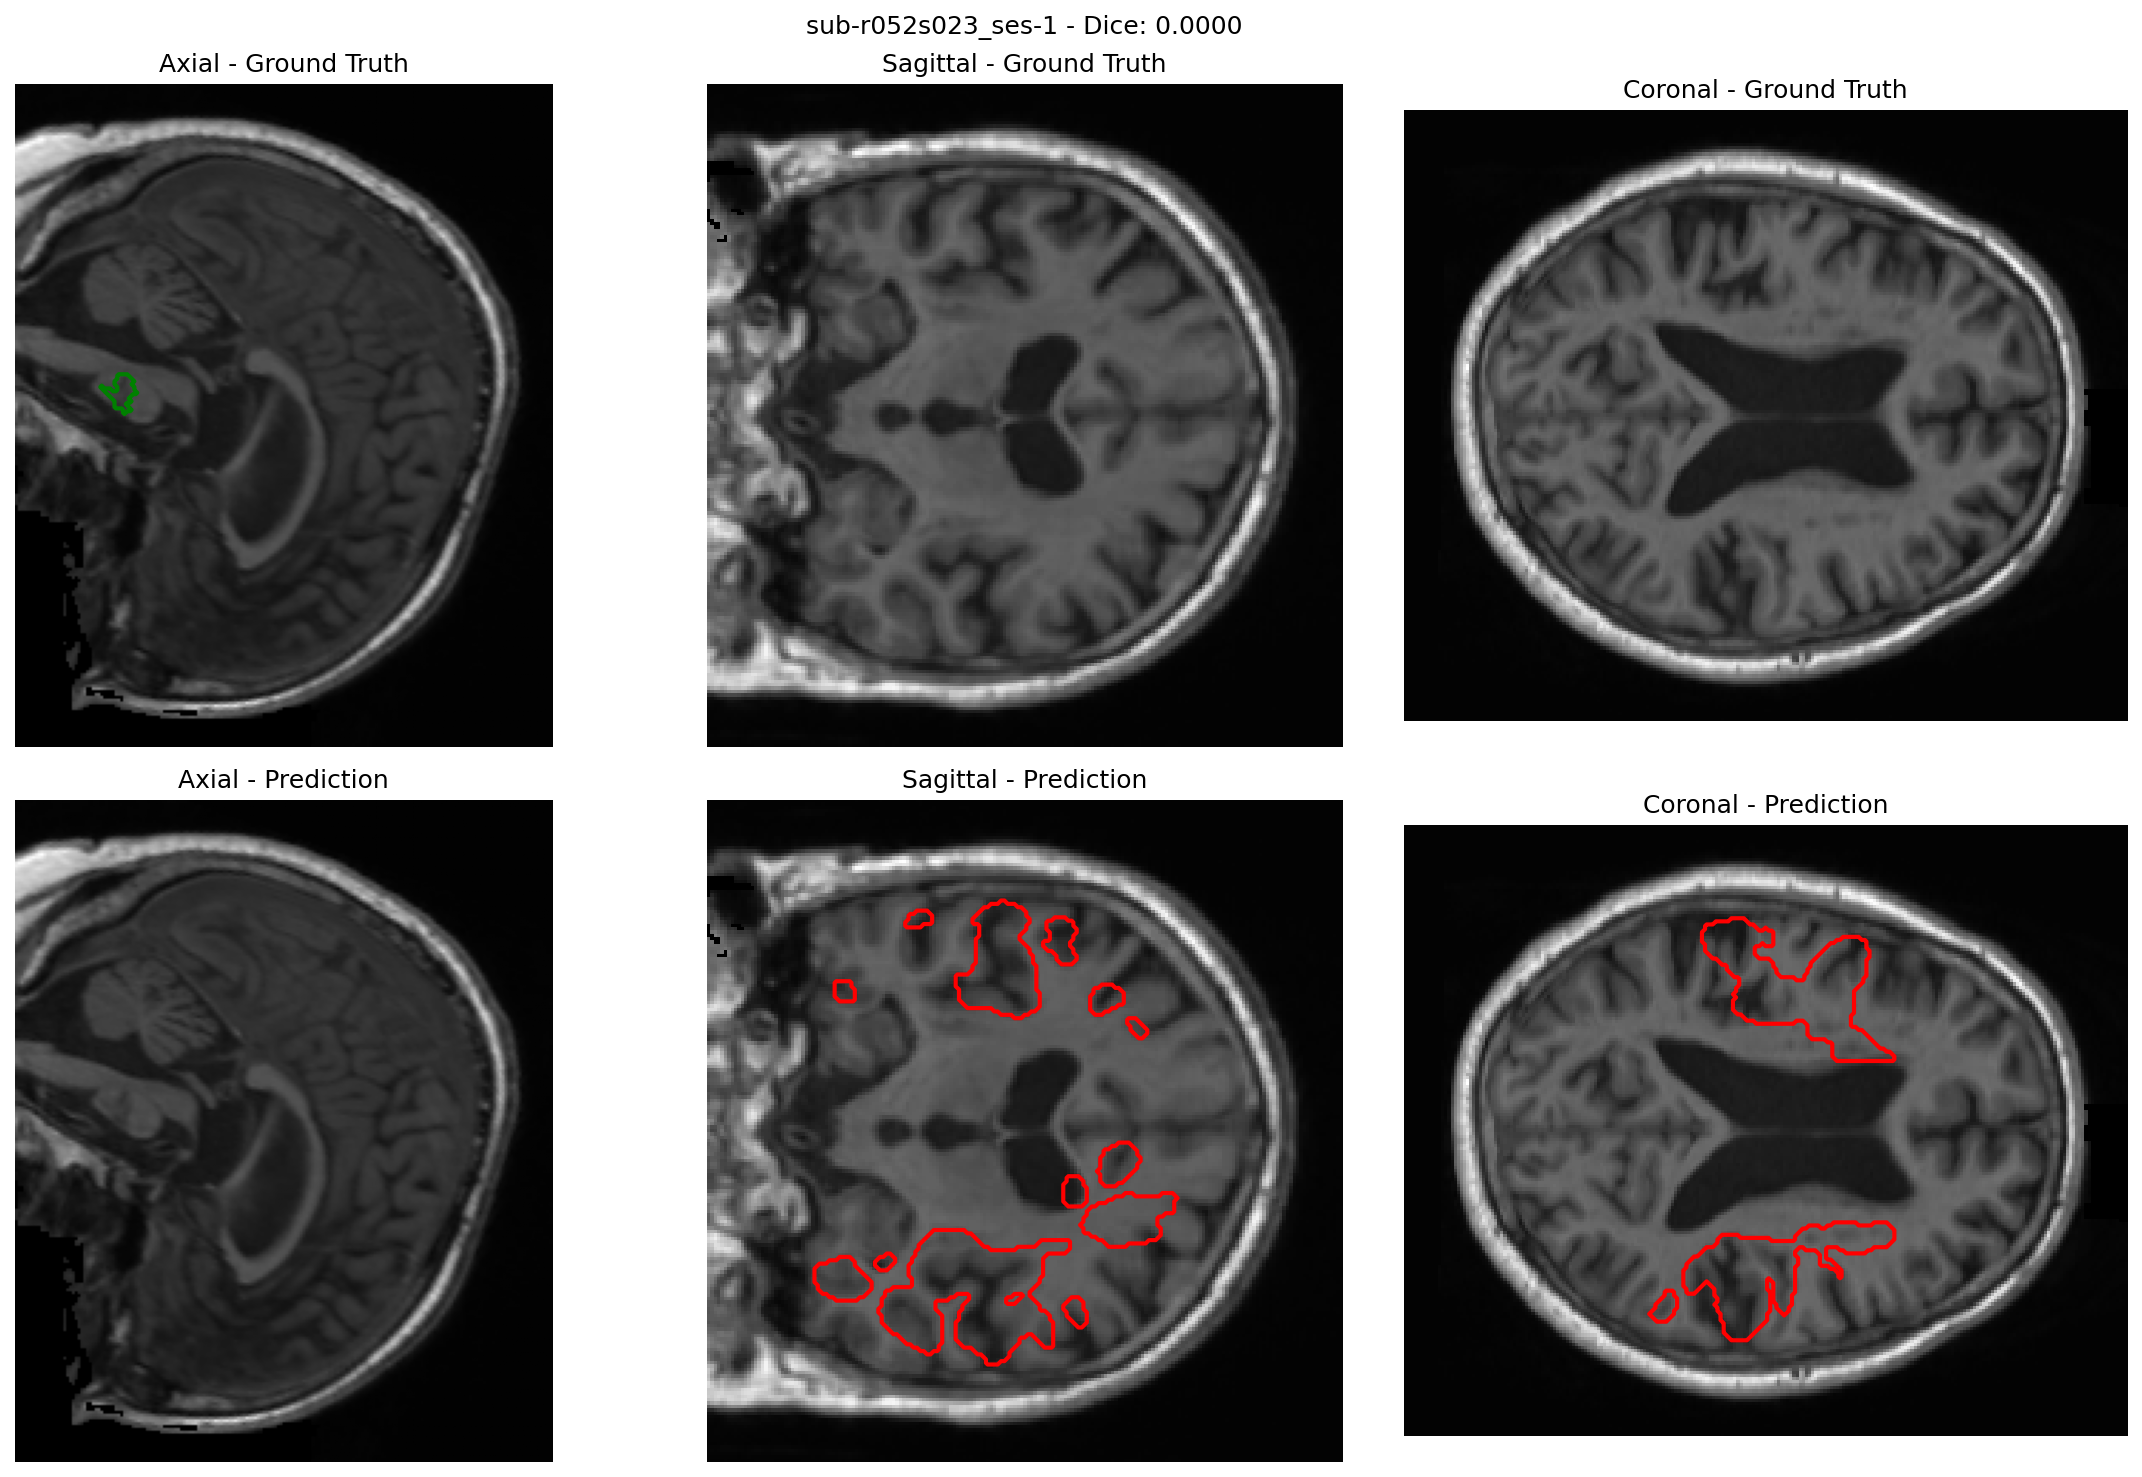 sub-r052s023_ses-1 - Dice: 0.0000
Axial - Ground Truth
Sagittal - Ground Truth
Coronal - Ground Truth
Axial - Prediction
Sagittal - Prediction
Coronal - Prediction